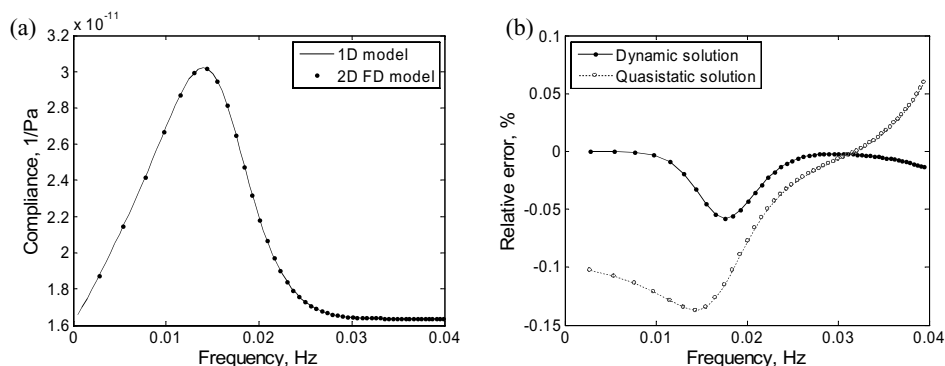 (a)
x 10⁻¹¹
3.2
3.0
2.8
2.6
2.4
2.2
2
1.8
1.6
Compliance, 1/Pa
1D model
2D FD model
0 0.01 0.02 0.03 0.04
Frequency, Hz
(b)
0.1
0.05
0
-0.05
-0.1
-0.15
Relative error, %
Dynamic solution
Quasistatic solution
0 0.01 0.02 0.03 0.04
Frequency, Hz